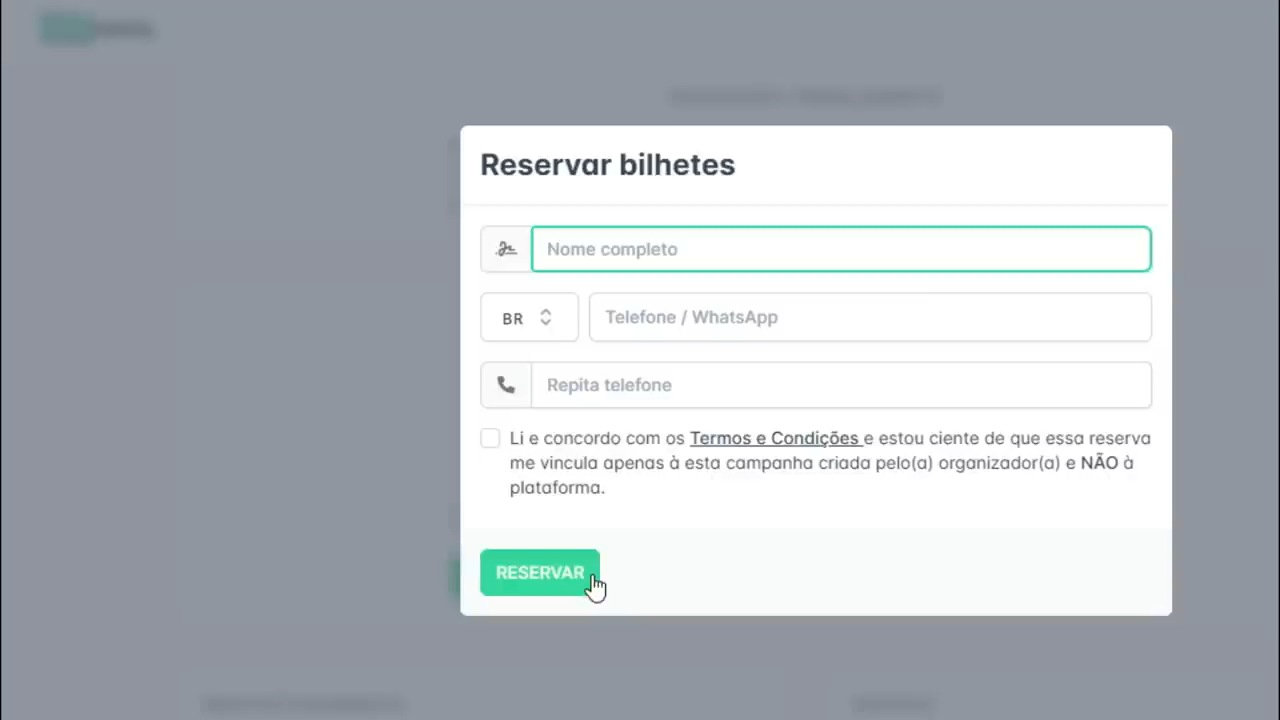 Reservar bilhetes
Nome completo
BR
Telefone / WhatsApp
Repita telefone
Li e concordo com os Termos e Condições e estou ciente de que essa reserva
me vincula apenas à esta campanha criada pelo(a) organizador(a) e NÃO à
plataforma.
RESERVAR